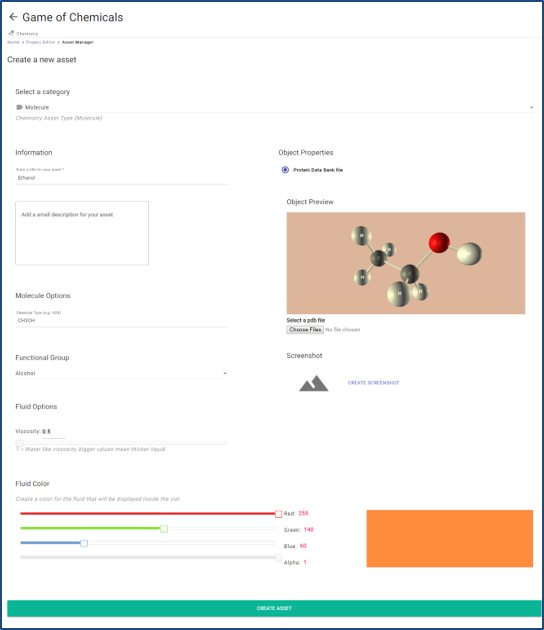 Game of Chemicals
Chemistry
Home > Project Editor > Asset Manager
Create a new asset
Select a category
Molecule
Chemistry Asset Type (Molecule)
Information
Enter a title for your asset *
Ethanol
Add a small description for your asset
Molecule Options
CH3OH
Functional Group
Alcohol
Fluid Options
Viscosity: 0.5
1 - Water like viscosity, bigger values mean thicker liquid.
Object Properties
Protein Data Bank file
Object Preview
H
H
H
H
H
H
Select a pdb file
Choose Files No file chosen
Screenshot
CREATE SCREENSHOT
Fluid Color
Create a color for the fluid that will be displayed inside the vial.
Red: 255
Green: 140
Blue: 60
Alpha: 1
CREATE ASSET